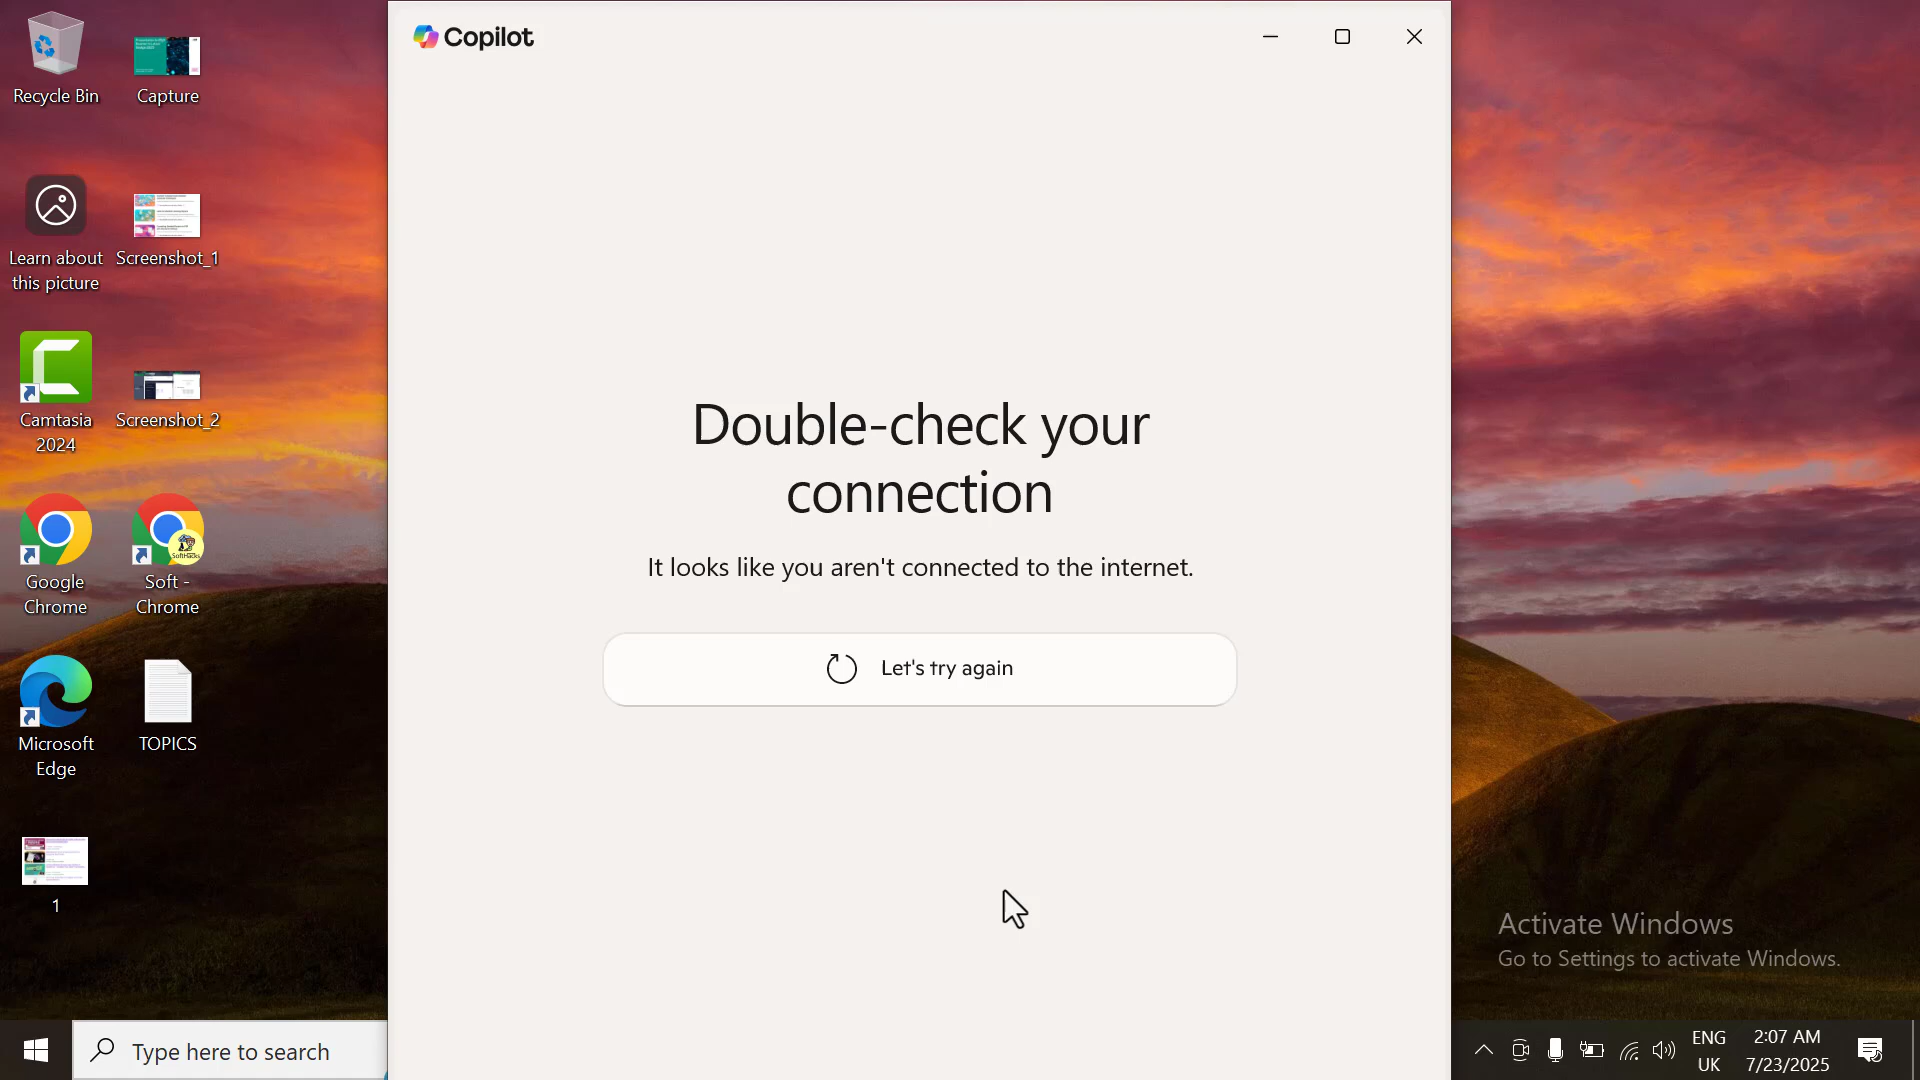 Recycle Bin
Capture
Learn about
this picture
Screenshot_1
Camtasia
2024
Screenshot_2
Google
Chrome
Soft -
Chrome
SoftHacks
Microsoft
Edge
TOPICS
1
Copilot
Double-check your
connection
It looks like you aren't connected to the internet.
Let's try again
Activate Windows
Go to Settings to activate Windows.
Type here to search
ENG
UK
2:07 AM
7/23/2025